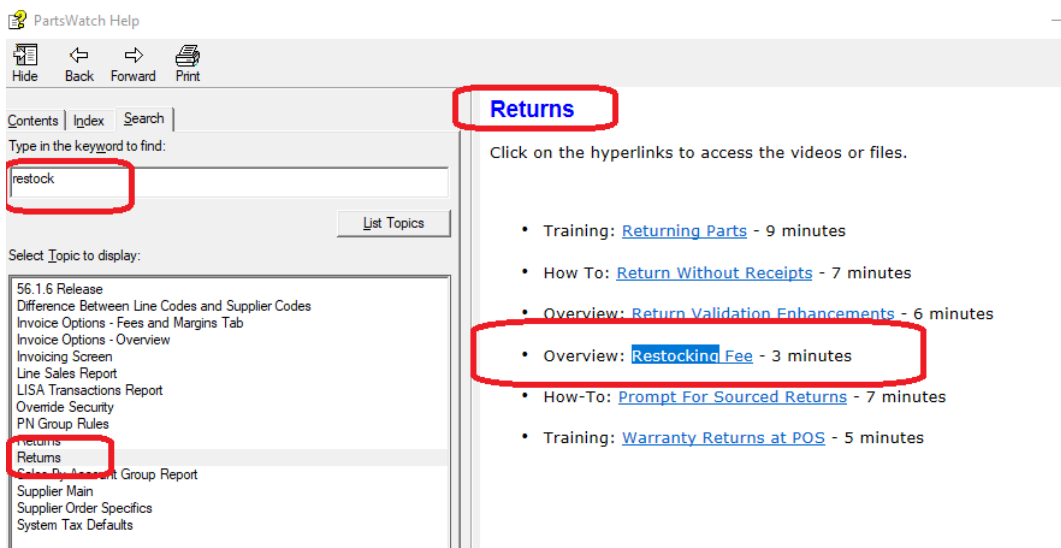 PartsWatch Help
Hide Back Forward Print
Contents Index Search
Type in the keyword to find:
restock
List Topics
Select Topic to display:
56.1.6 Release
Difference Between Line Codes and Supplier Codes
Invoice Options - Fees and Margins Tab
Invoice Options - Overview
Invoicing Screen
Line Sales Report
LISA Transactions Report
Override Security
PN Group Rules
Returns
Returns
Sales By Account Group Report
Supplier Main
Supplier Order Specifics
System Tax Defaults
Returns
Click on the hyperlinks to access the videos or files.
• Training: Returning Parts - 9 minutes
• How To: Return Without Receipts - 7 minutes
• Overview: Return Validation Enhancements - 6 minutes
• Overview: Restocking Fee - 3 minutes
• How-To: Prompt For Sourced Returns - 7 minutes
• Training: Warranty Returns at POS - 5 minutes